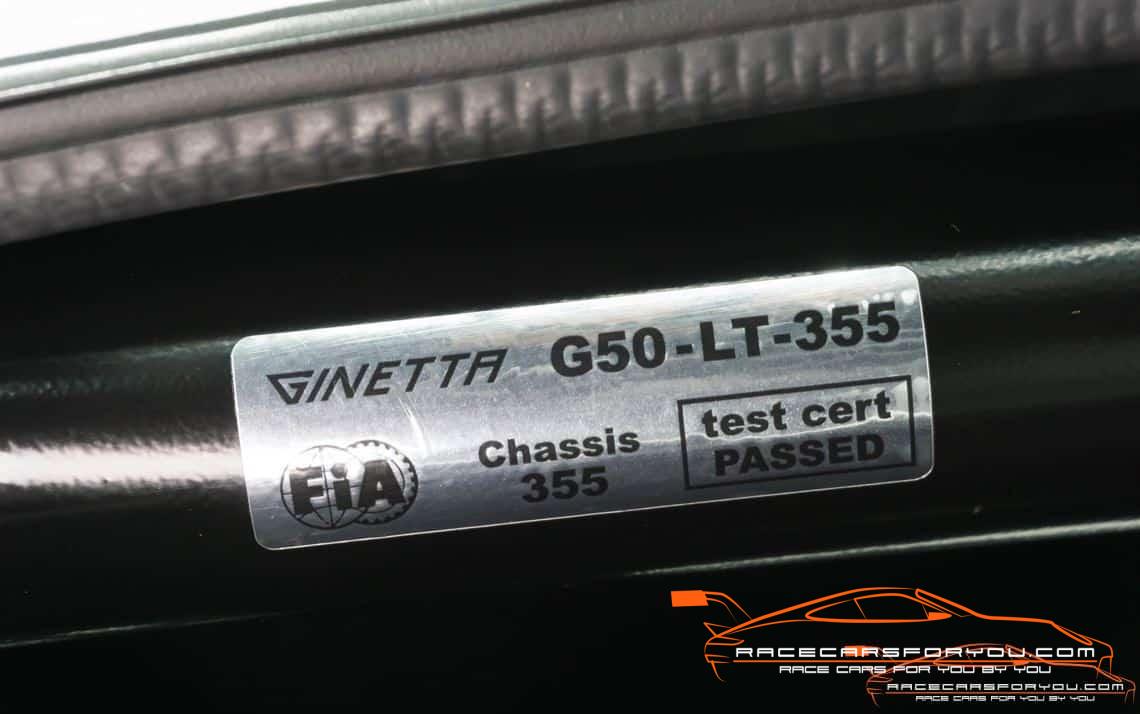 GINETTA G50-LT-355
FiA
Chassis
355
test cert
PASSED
RACECARSFORYOU.COM
RACE CARS FOR YOU BY YOU
RACECARSFORYOU.COM
RACE CARS FOR YOU BY YOU